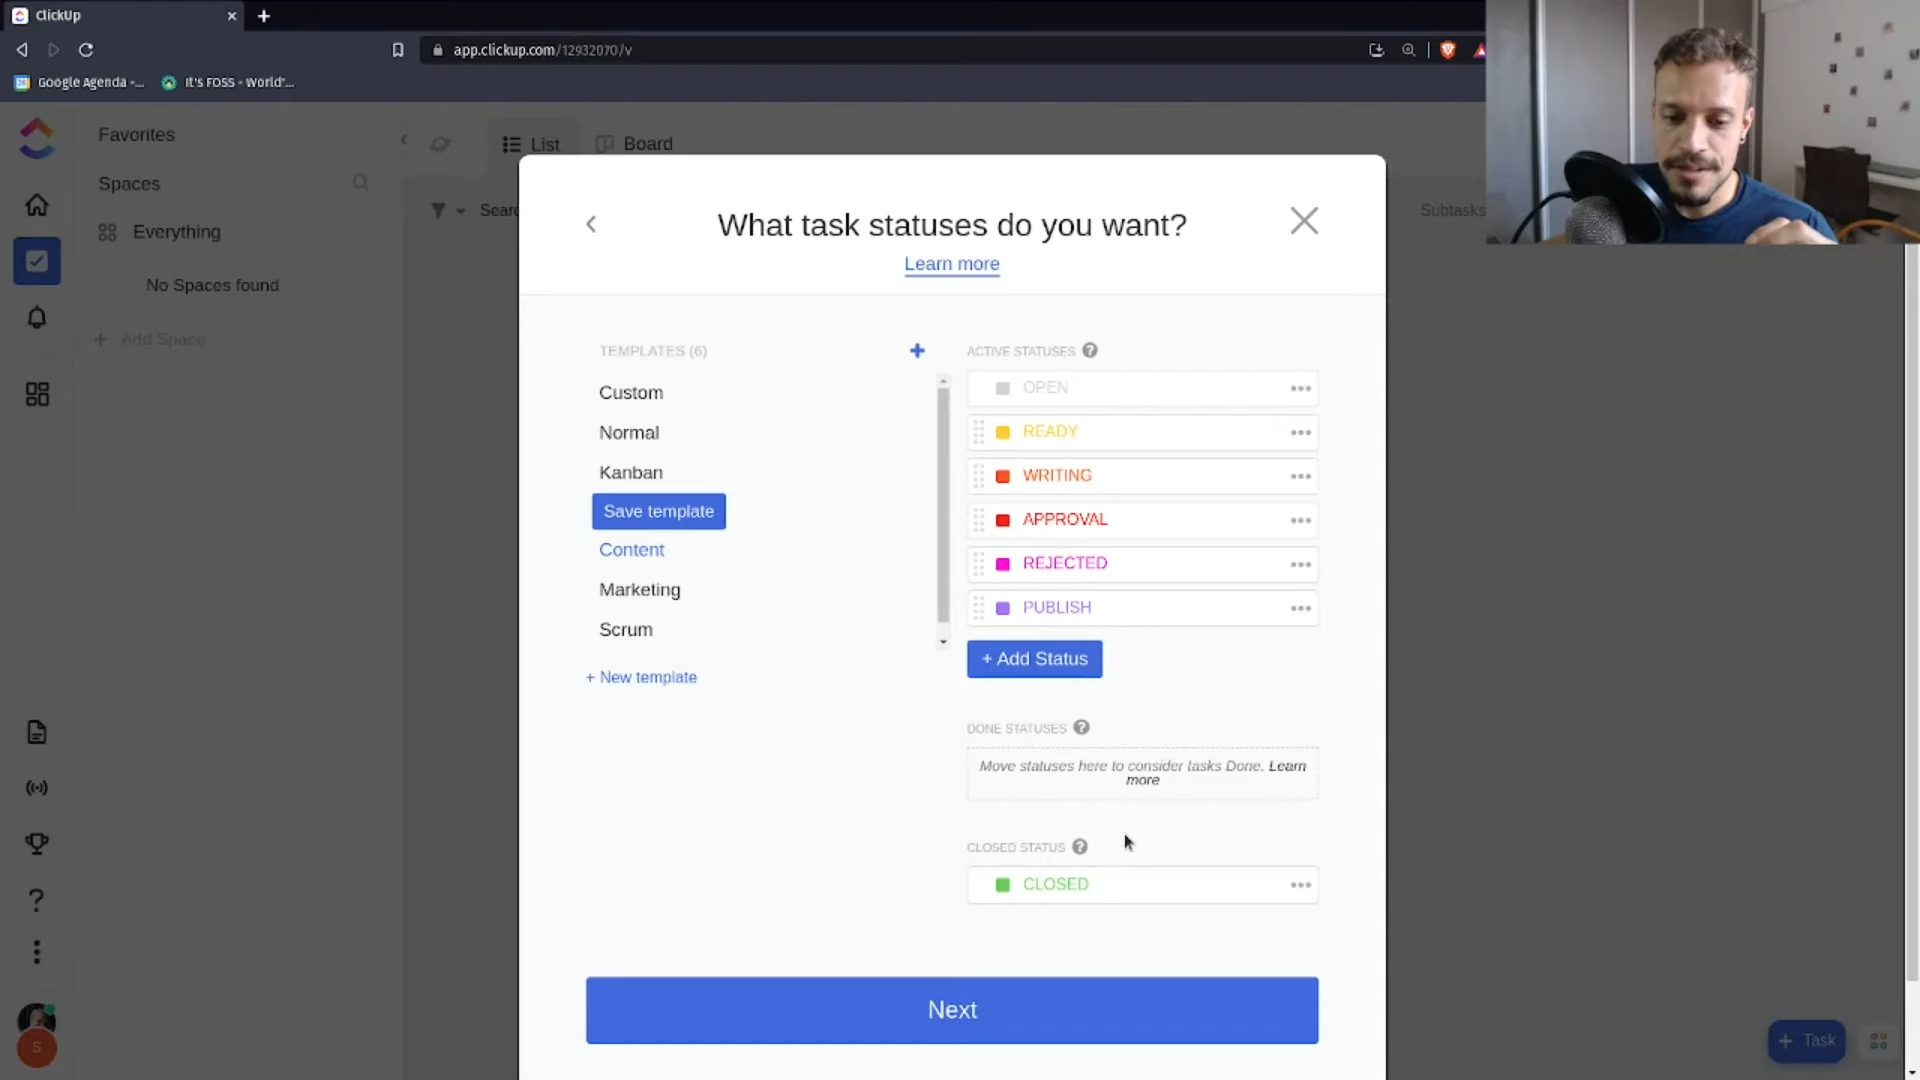 ClickUp
app.clickup.com/12932070/v
Google Agenda -...
It's FOSS - World'...
Favorites
Spaces
Everything
No Spaces found
+ Add Space
List
Board
Searc
Subtasks
What task statuses do you want?
Learn more
TEMPLATES (6)
Custom
Normal
Kanban
Save template
Content
Marketing
Scrum
+ New template
ACTIVE STATUSES ?
OPEN
READY
WRITING
APPROVAL
REJECTED
PUBLISH
+ Add Status
DONE STATUSES ?
Move statuses here to consider tasks Done. Learn
more
CLOSED STATUS ?
CLOSED
Next
S
+ Task